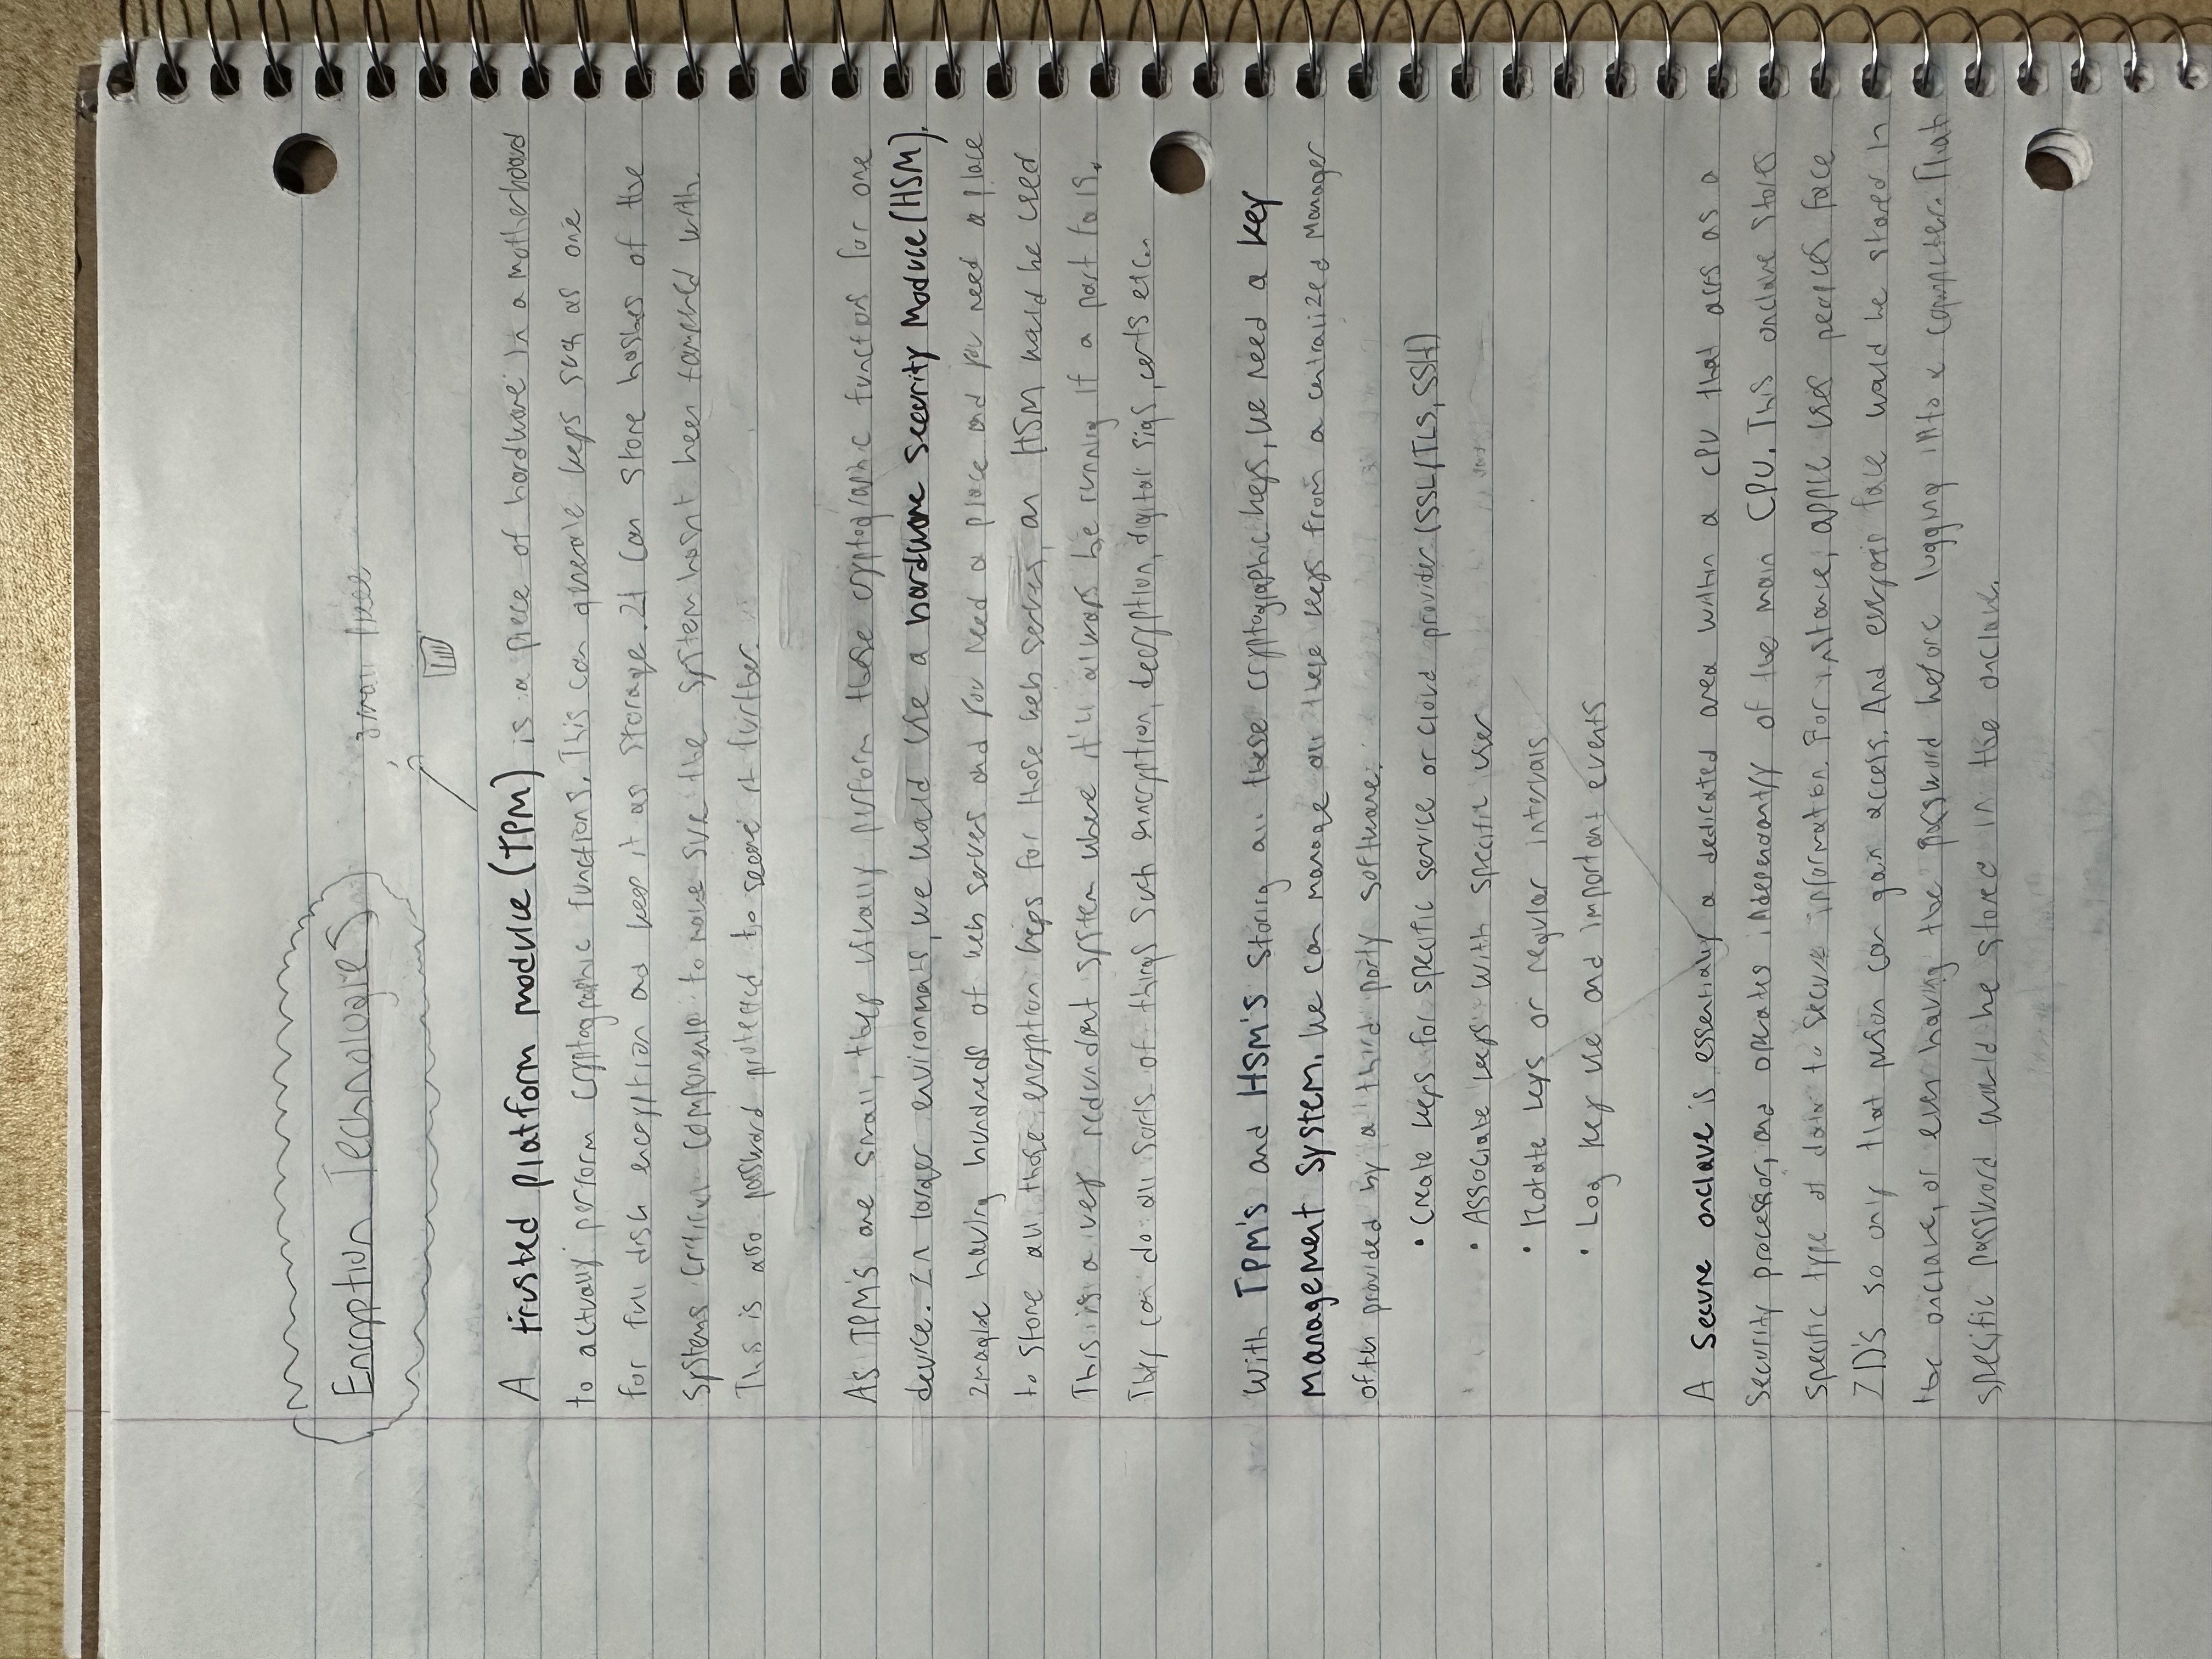 Encryption Technologies
small piece
A trusted platform module (TPM) is a piece of hardware in a motherboard
to actually perform cryptographic functions. This can generate keys such as one
for full disk encryption and keep it as storage. It can store hashes of the
systems critical components to make sure the system hasn't been tampered with.
This is also password protected to secure it further.
As TPM's are small, they usually perform these cryptographic functions for one
device. In larger environments, we would use a hardware security module (HSM).
Imagine having hundreds of web servers and you need a place and you need a place
to store all those encryption keys for those web servers, an HSM would be used
This is a very redundant system where it'll always be running if a part
They can do all sorts of things such encryption, decryption, digital sigs, certs etc..
With TPM's and HSM's storing all these cryptographic keys, we need a key
management system. We can manage all these keys from a centralized manager
often provided by a third party software:
• Create keys for specific service or cloud provider (SSL/TLS, SSH)
• Associate keys with specific user
• Rotate keys or regular intervals
• Log key use and important events
A secure onclave is essentially a dedicated area within a CPU that acts as a
security processor, and operates independantly of the main CPU. This onclave stores
specific type of data to secure information. For instance, apple uses peoples face
ID's so only that person can gain access. And everyones face would be stored in
the onclave, or even having the password before logging into a computer. That
specific password would be stored in the onclave.